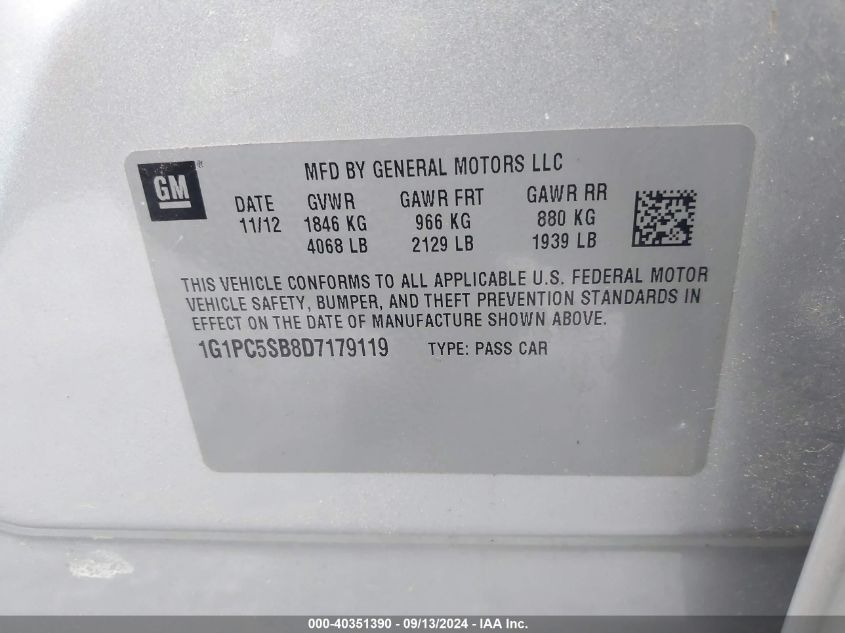 GM®
MFD BY GENERAL MOTORS LLC
DATE GVWR GAWR FRT GAWR RR
11/12 1846 KG 966 KG 880 KG
4068 LB 2129 LB 1939 LB
THIS VEHICLE CONFORMS TO ALL APPLICABLE U.S. FEDERAL MOTOR
VEHICLE SAFETY, BUMPER, AND THEFT PREVENTION STANDARDS IN
EFFECT ON THE DATE OF MANUFACTURE SHOWN ABOVE.
1G1PC5SB8D7179119 TYPE: PASS CAR
000-40351390 - 09/13/2024 - IAA Inc.